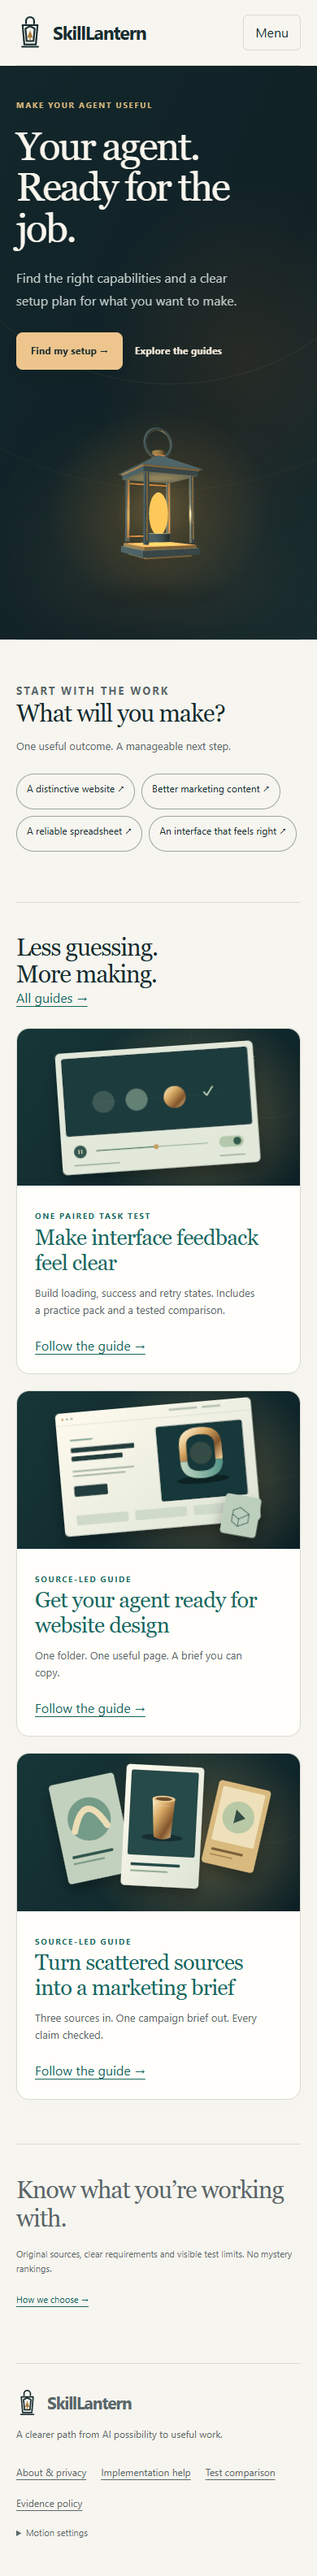 SkillLantern
Menu
MAKE YOUR AGENT USEFUL
Your agent.
Ready for the
job.
Find the right capabilities and a clear
setup plan for what you want to make.
Find my setup →
Explore the guides
START WITH THE WORK
What will you make?
One useful outcome. A manageable next step.
A distinctive website ↗
Better marketing content ↗
A reliable spreadsheet ↗
An interface that feels right ↗
Less guessing.
More making.
All guides →
ONE PAIRED TASK TEST
Make interface feedback
feel clear
Build loading, success and retry states. Includes
a practice pack and a tested comparison.
Follow the guide →
SOURCE-LED GUIDE
Get your agent ready for
website design
One folder. One useful page. A brief you can
copy.
Follow the guide →
SOURCE-LED GUIDE
Turn scattered sources
into a marketing brief
Three sources in. One campaign brief out. Every
claim checked.
Follow the guide →
Know what you’re working
with.
Original sources, clear requirements and visible test limits. No mystery
rankings.
How we choose →
SkillLantern
A clearer path from AI possibility to useful work.
About & privacy
Implementation help
Test comparison
Evidence policy
▶ Motion settings